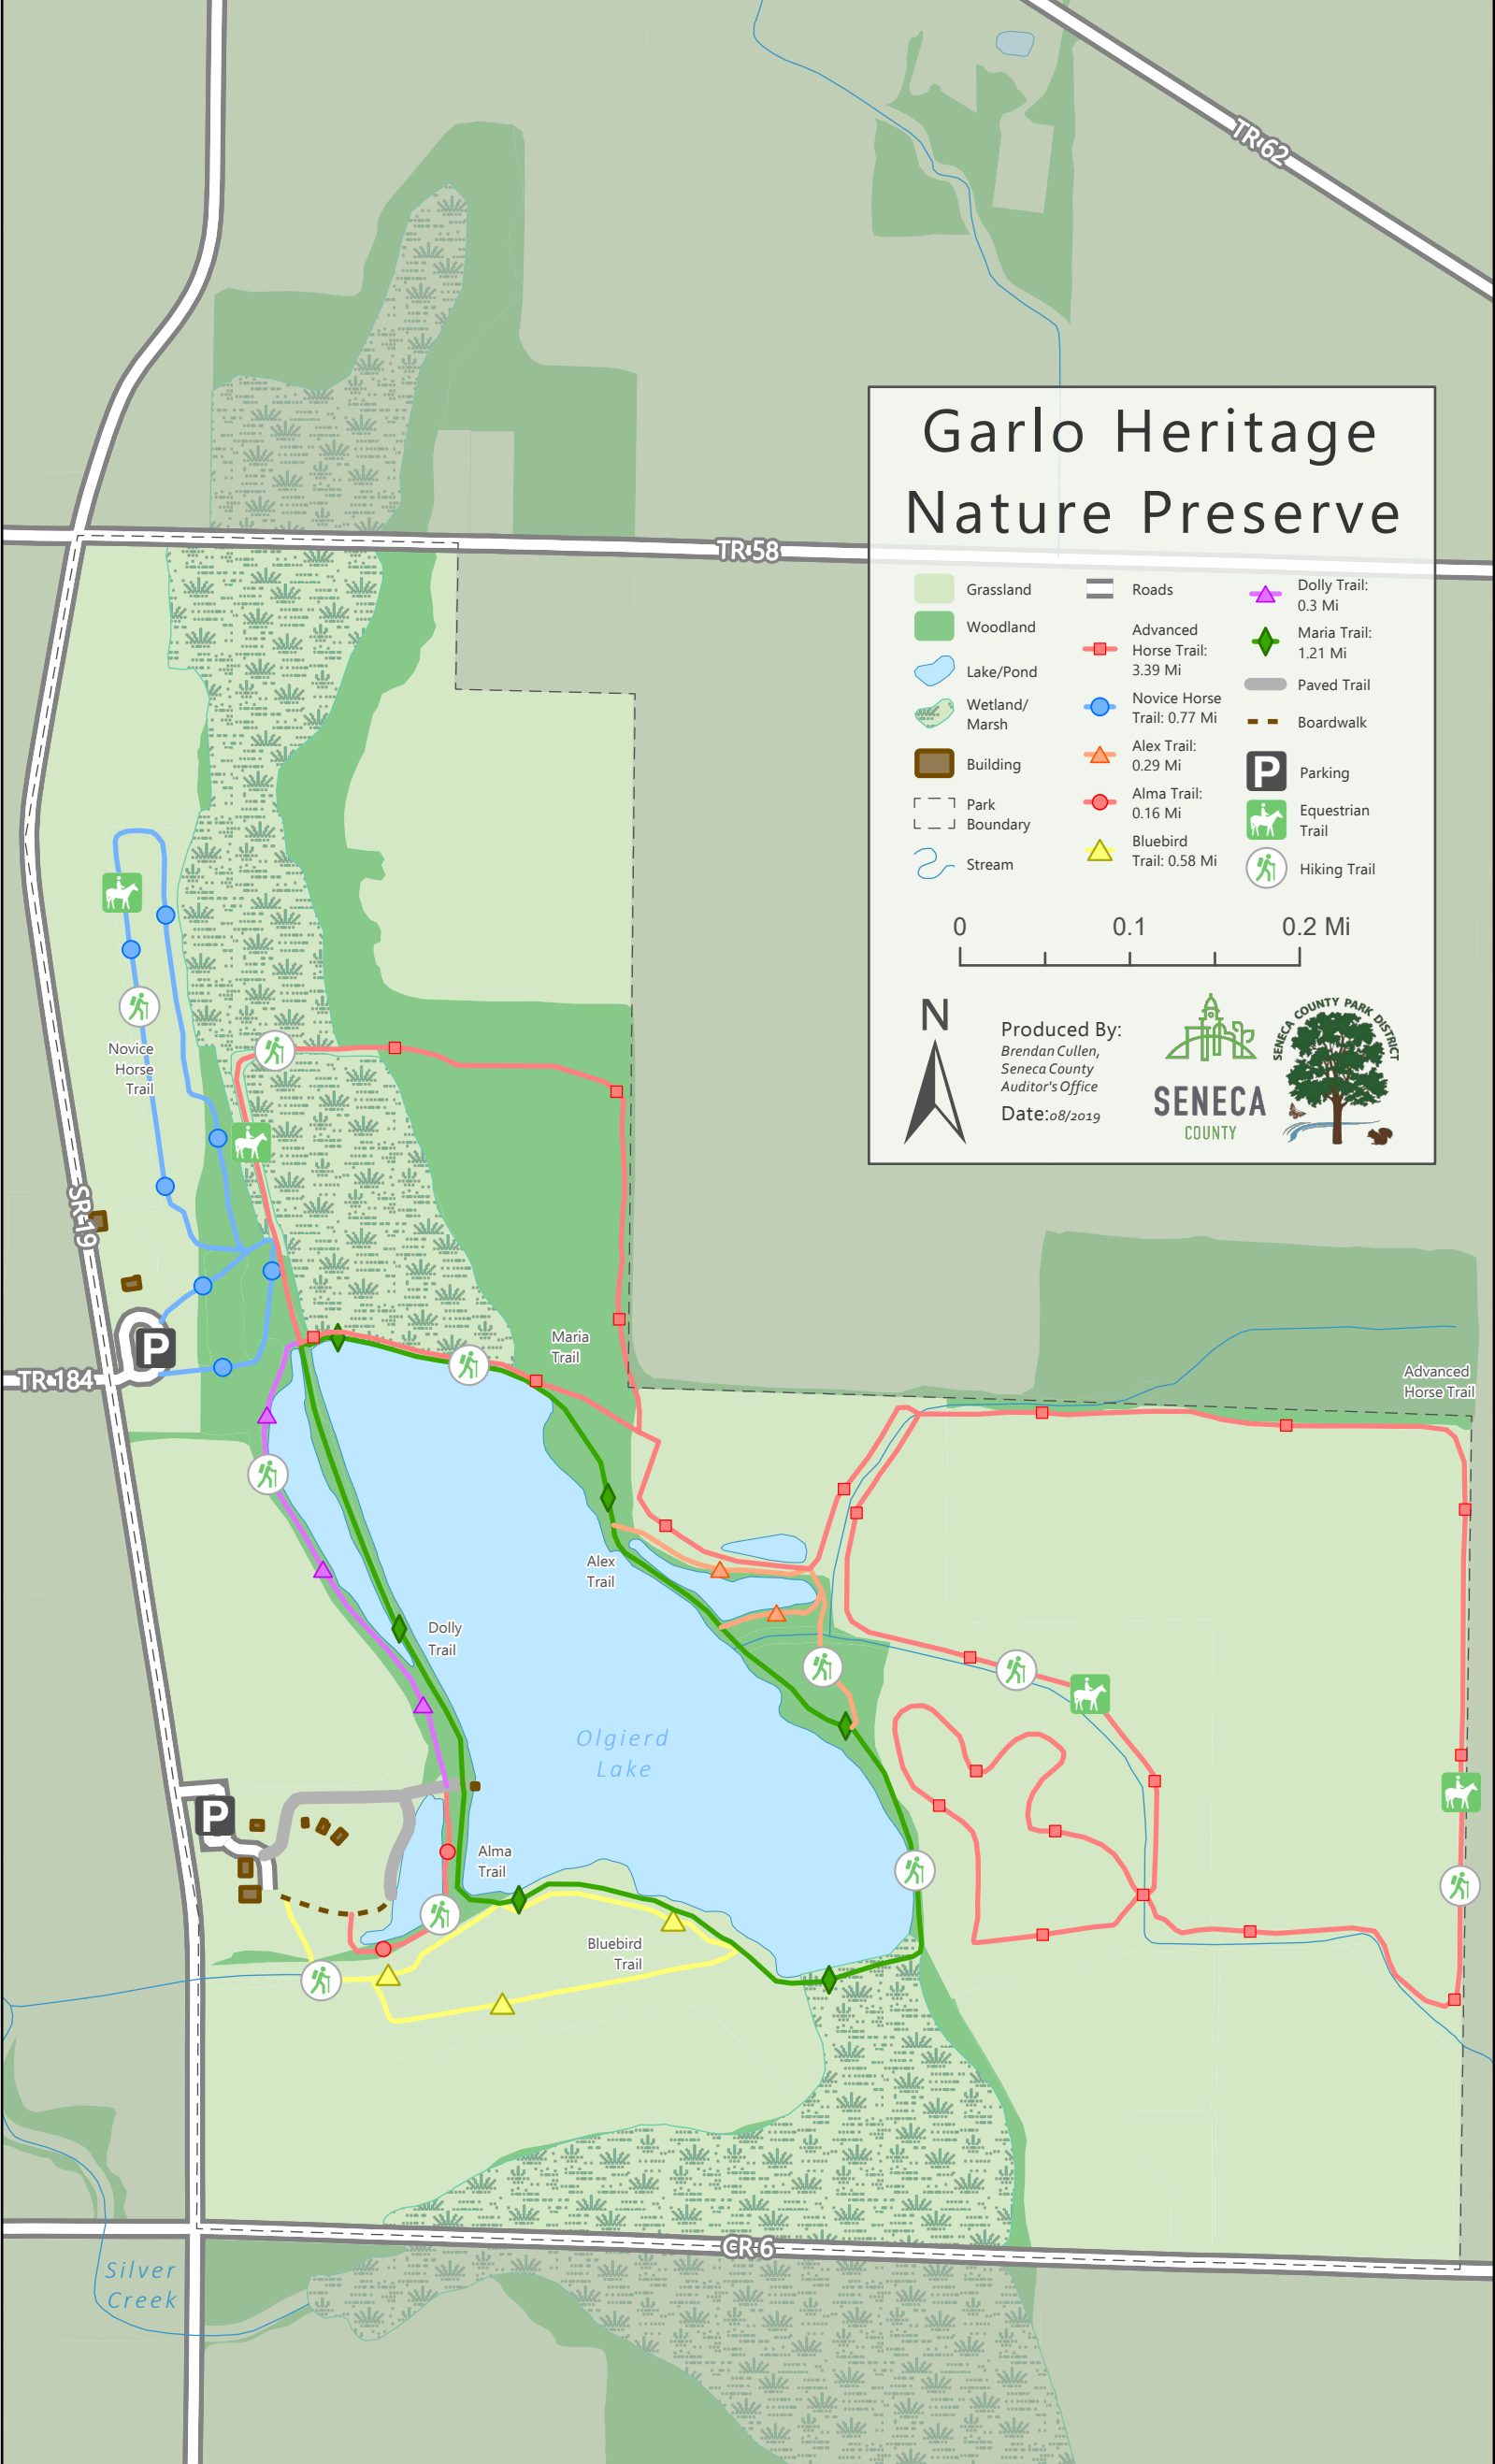 TR 62
Garlo Heritage
Nature Preserve
TR 58
Grassland
Woodland
Lake/Pond
Wetland/
Marsh
Building
Park
Boundary
Stream
Roads
Advanced
Horse Trail:
3.39 Mi
Novice Horse
Trail: 0.77 Mi
Alex Trail:
0.29 Mi
Alma Trail:
0.16 Mi
Bluebird
Trail: 0.58 Mi
Dolly Trail:
0.3 Mi
Maria Trail:
1.21 Mi
Paved Trail
Boardwalk
P
Parking
Equestrian
Trail
Hiking Trail
0 0.1 0.2 Mi
N
Produced By:
Brendan Cullen,
Seneca County
Auditor's Office
Date:08/2019
SENECA
COUNTY
SENECA COUNTY PARK DISTRICT
Novice
Horse
Trail
SR 19
P
TR 184
Maria
Trail
Advanced
Horse Trail
Alex
Trail
Dolly
Trail
Olgierd
Lake
P
Alma
Trail
Bluebird
Trail
CR 6
Silver
Creek